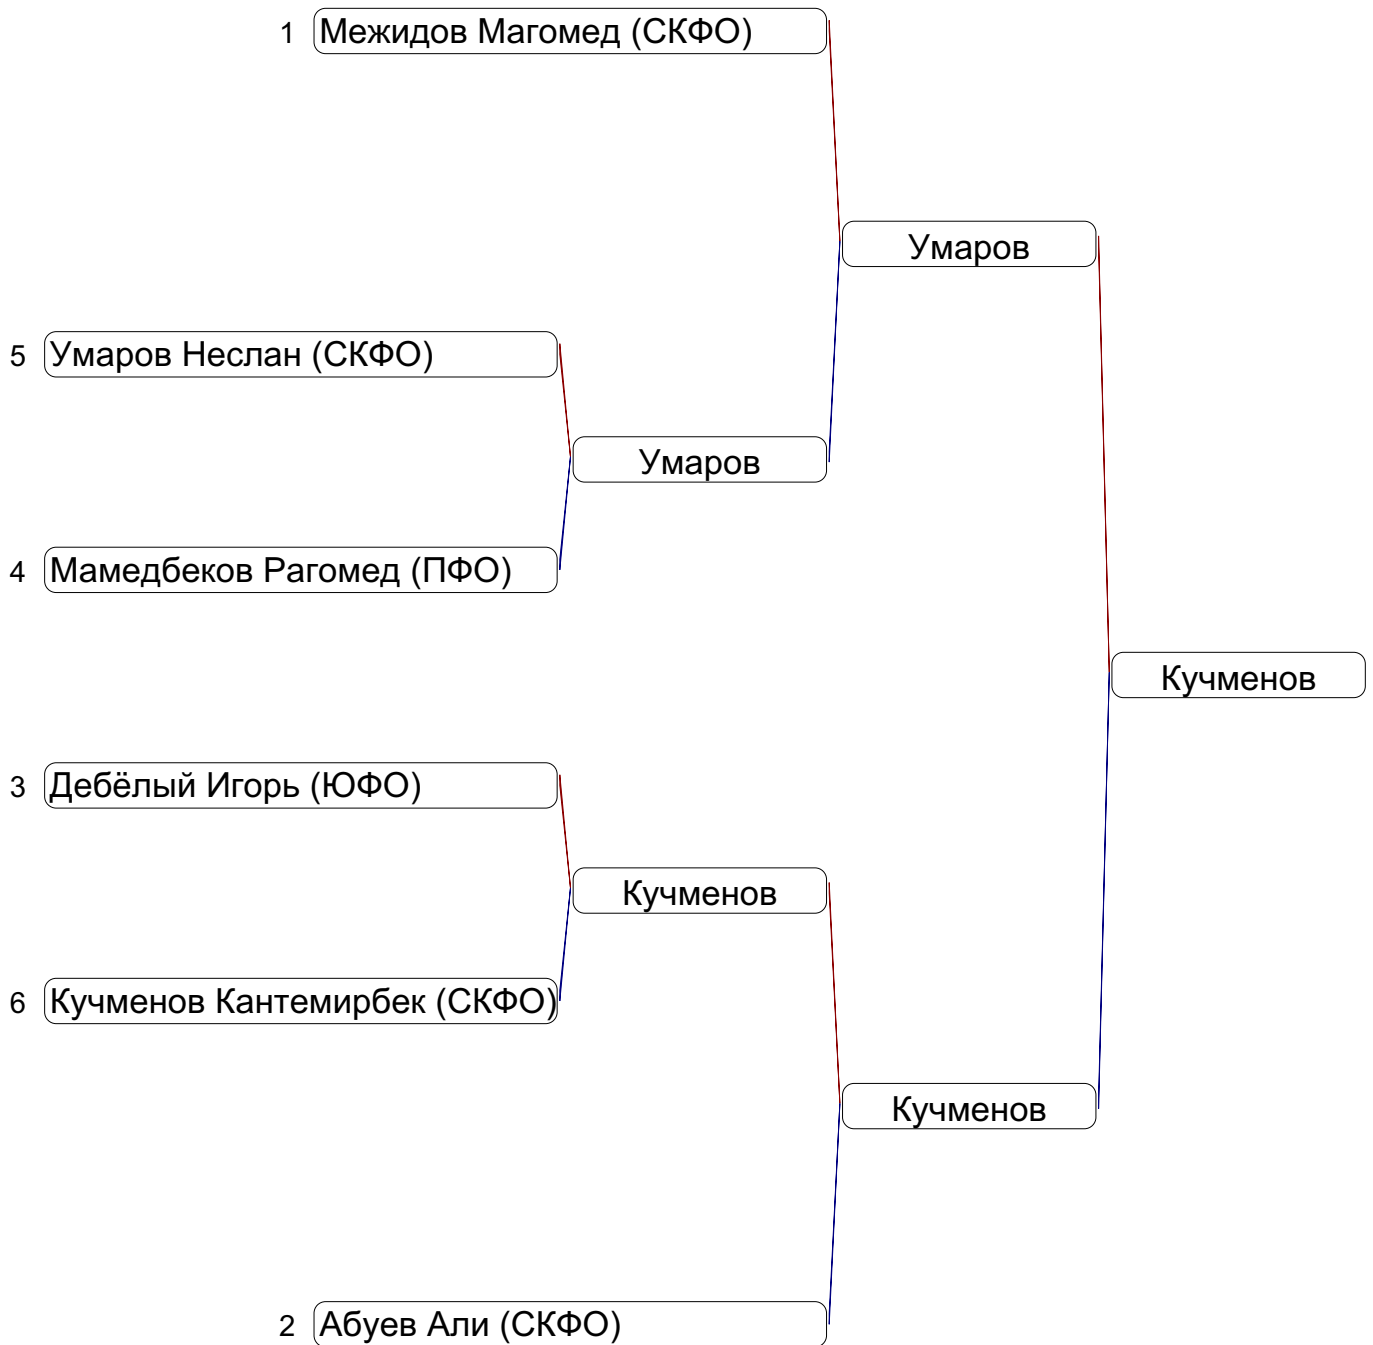 1 Межидов Магомед (СКФО)
Умаров
5 Умаров Неслан (СКФО)
Умаров
4 Мамедбеков Рагомед (ПФО)
Кучменов
3 Дебёлый Игорь (ЮФО)
Кучменов
6 Кучменов Кантемирбек (СКФО)
Кучменов
2 Абуев Али (СКФО)